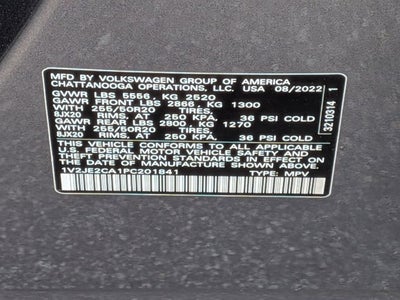 MFD BY VOLKSWAGEN GROUP OF AMERICA
CHATTANOOGA OPERATIONS, LLC. USA 08/2022
GVWR LBS 5556, KG 2520
GAWR FRONT LBS 2866, KG 1300
255/50R20 TIRES,
8JX20 RIMS, AT 250 KPA, 36 PSI COLD
GAWR REAR LBS 2800, KG 1270
255/50R20 TIRES,
8JX20 RIMS, AT 250 KPA, 36 PSI COLD
THIS VEHICLE CONFORMS TO ALL APPLICABLE
U.S. FEDERAL MOTOR VEHICLE SAFETY AND
THEFT PREVENTION STANDARDS IN EFFECT ON
THE DATE OF MANUFACTURE SHOWN ABOVE.
1V2JE2CA1PC201841 TYPE: MPV
3210314 1